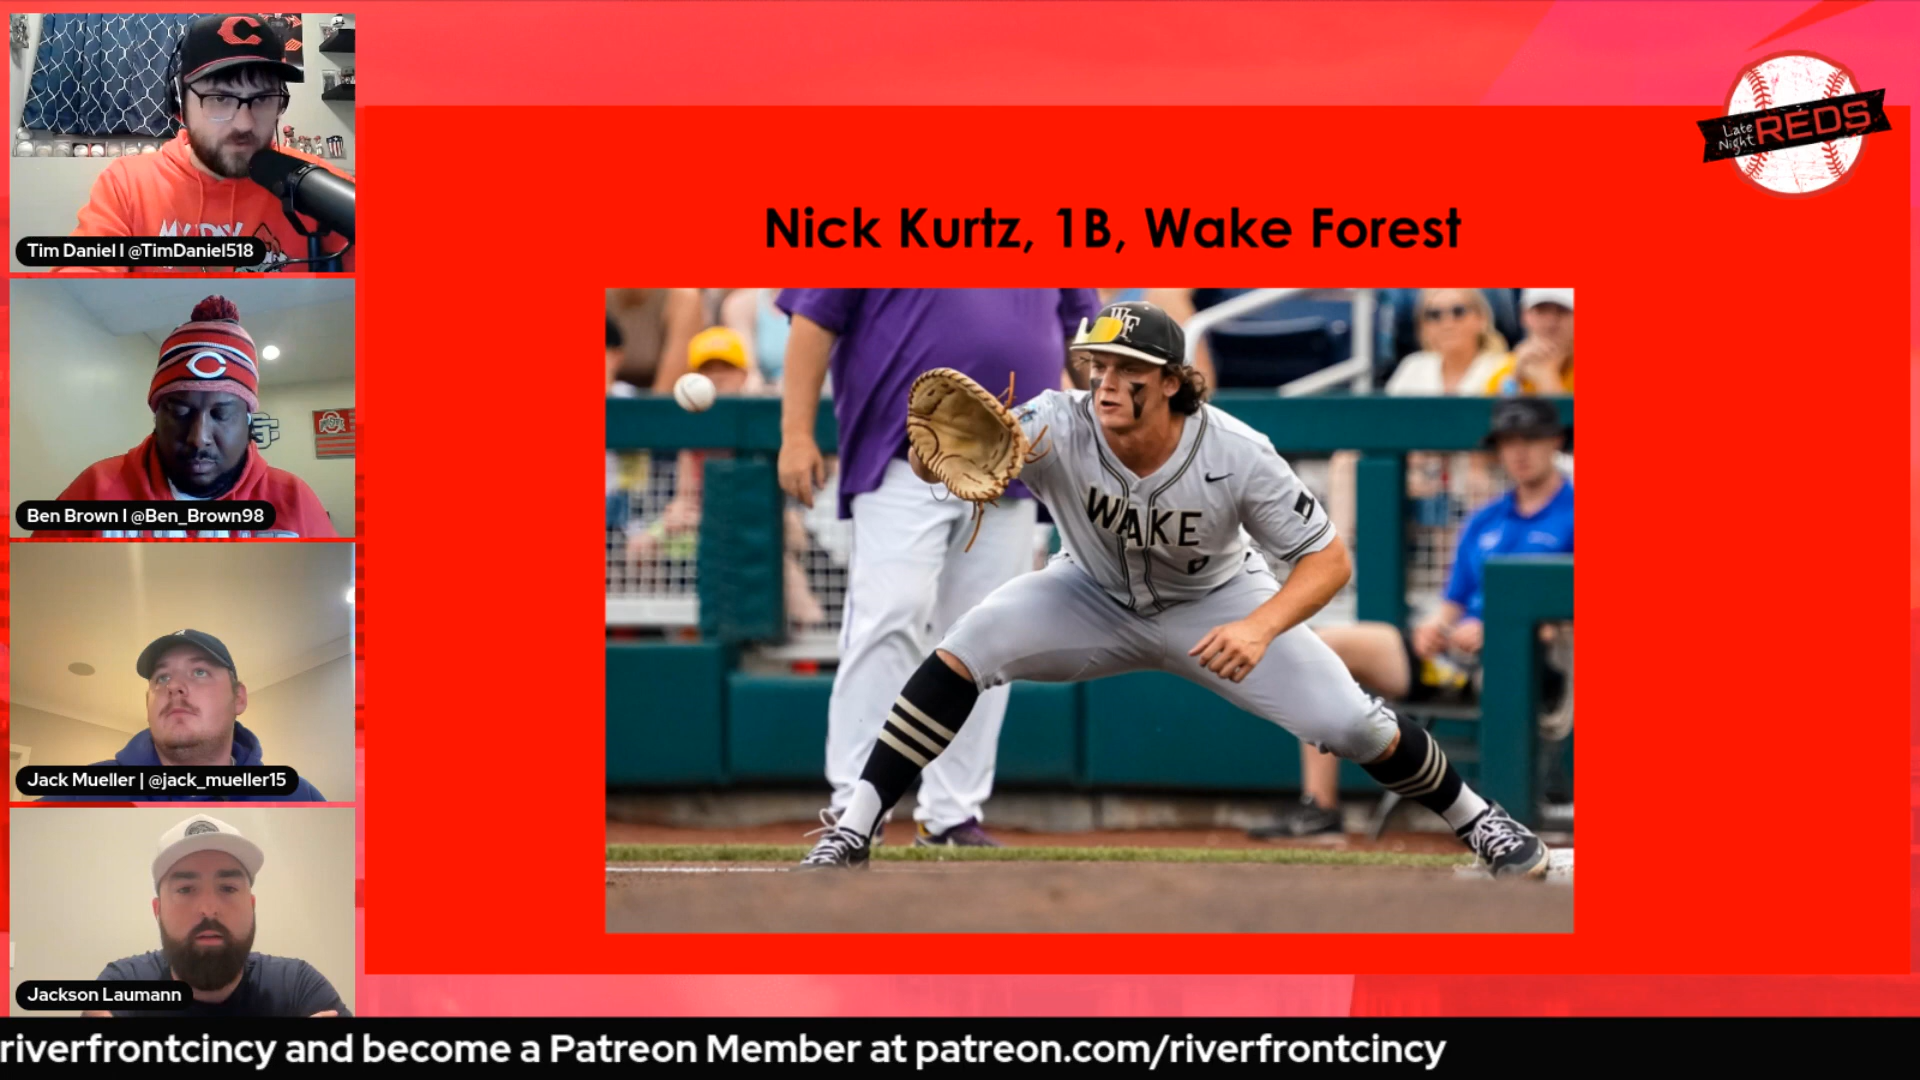 Late
Night REDS
Nick Kurtz, 1B, Wake Forest
WF
WAKE
C
Tim Daniel I @TimDaniel518
C
Ben Brown I @Ben_Brown98
Jack Mueller | @jack_mueller15
Jackson Laumann
riverfrontcincy and become a Patreon Member at patreon.com/riverfrontcincy